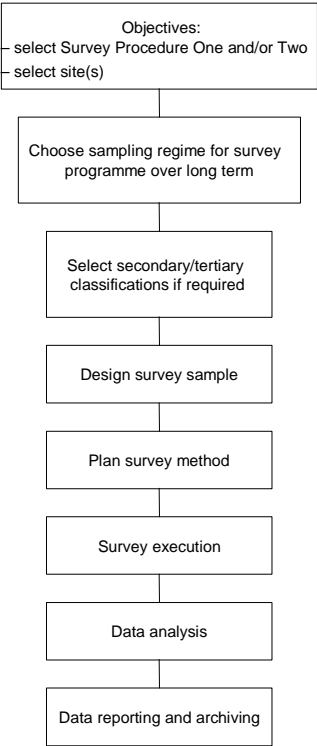 Objectives:
– select Survey Procedure One and/or Two
– select site(s)
Choose sampling regime for survey
programme over long term
Select secondary/tertiary
classifications if required
Design survey sample
Plan survey method
Survey execution
Data analysis
Data reporting and archiving